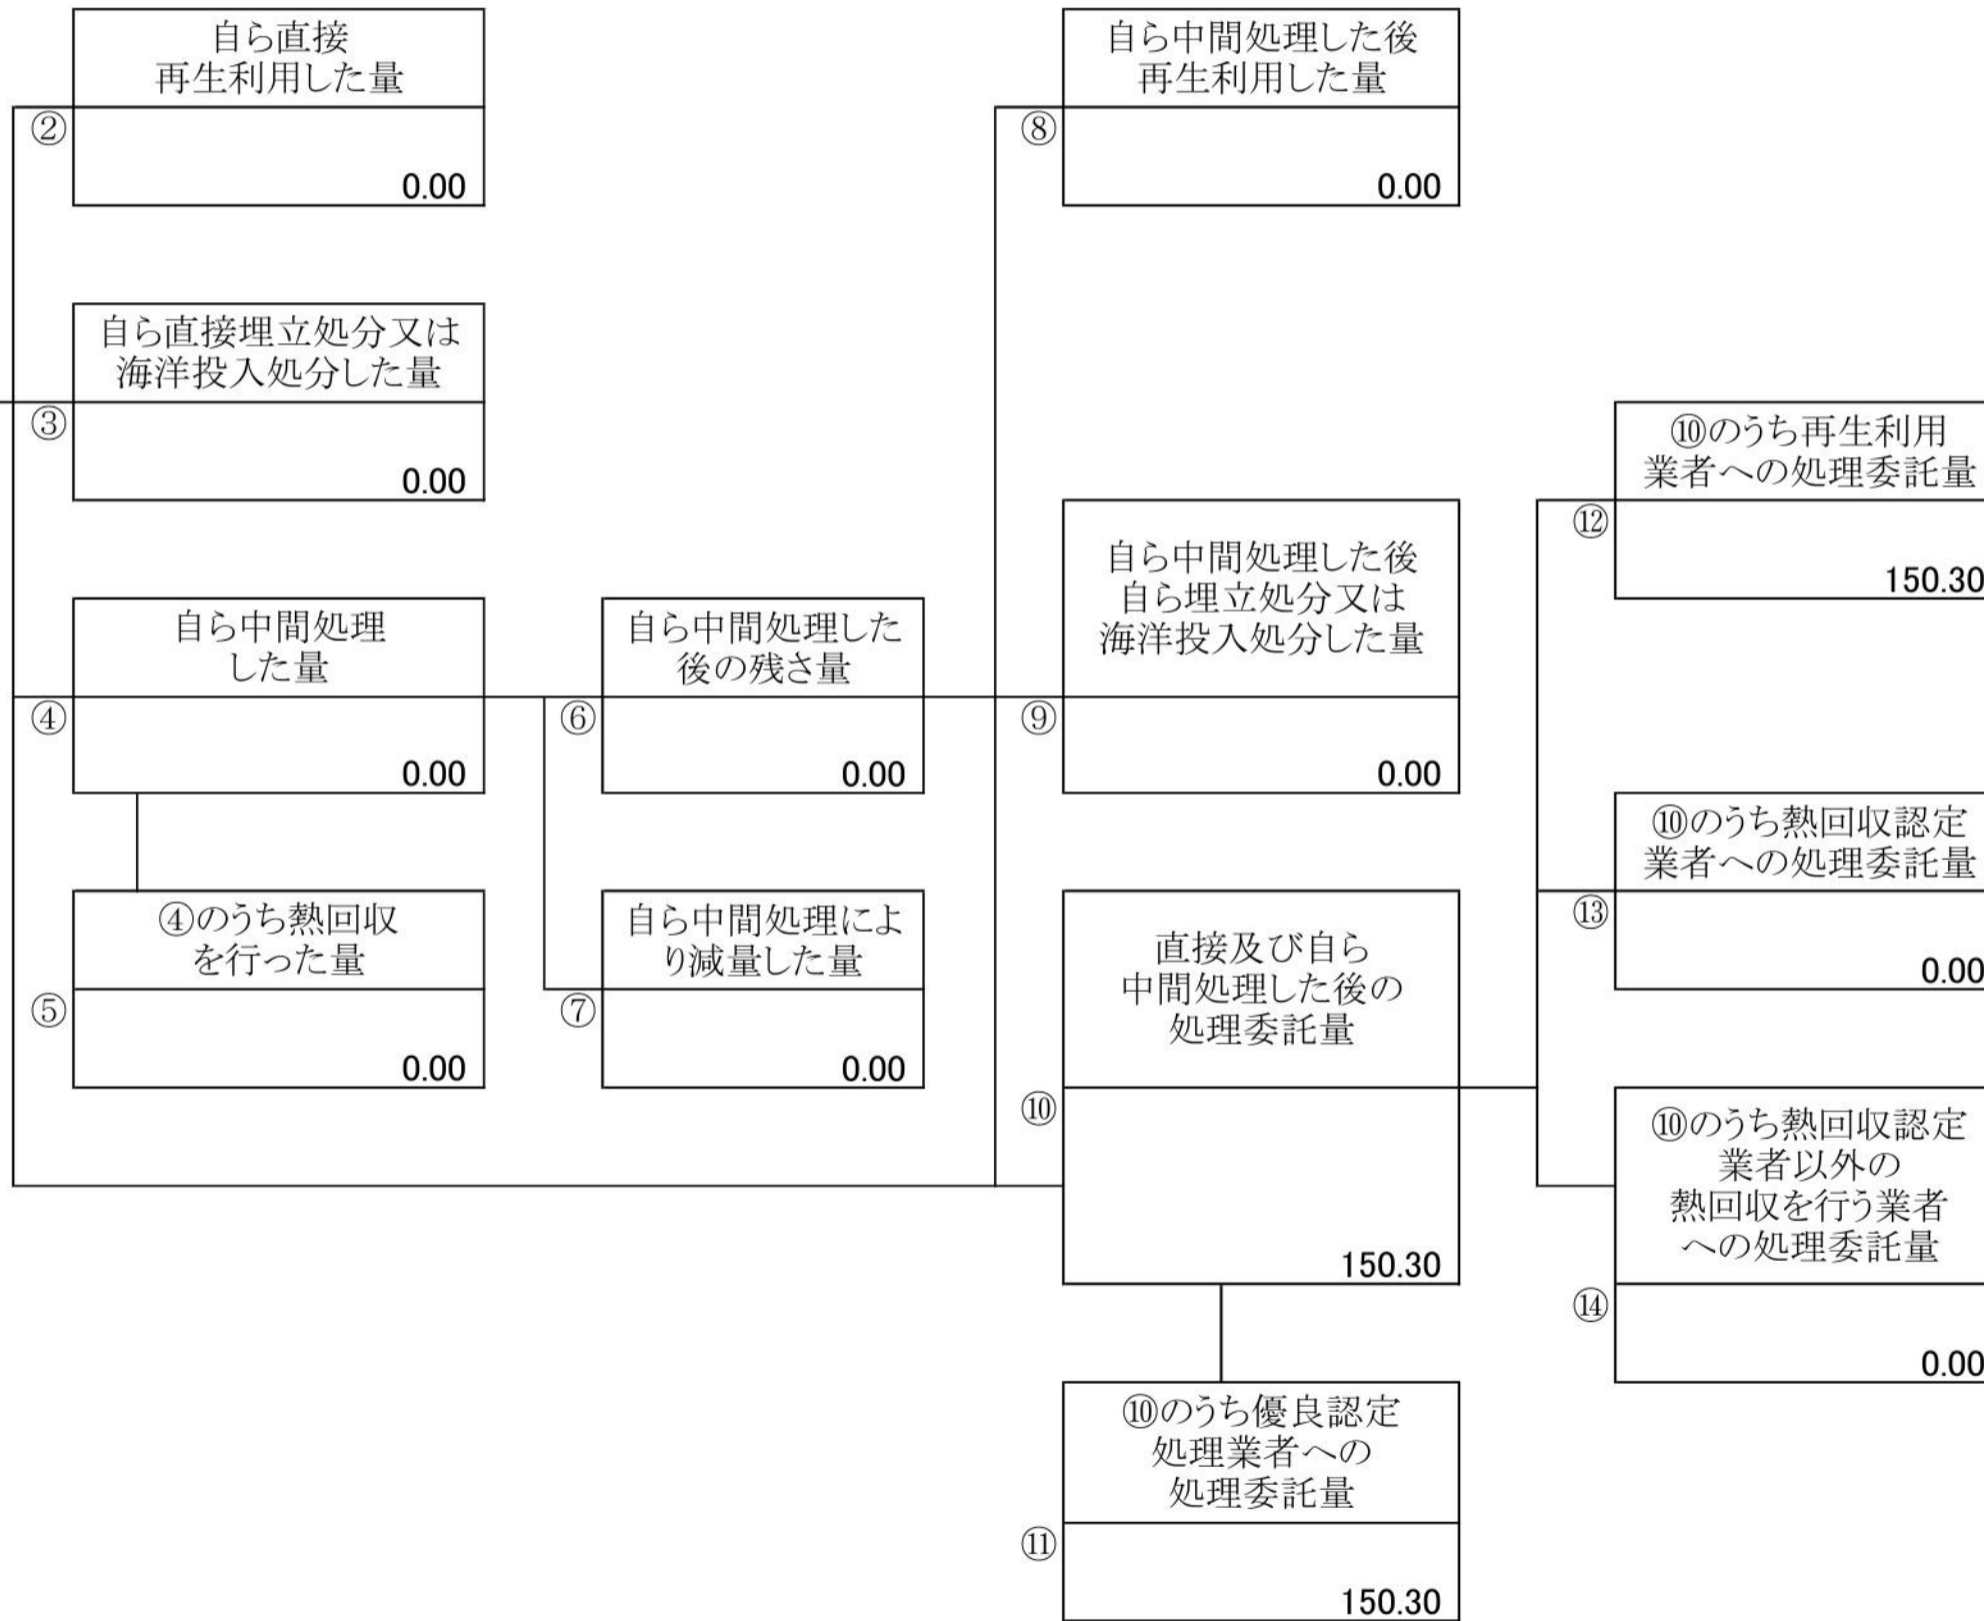 自ら直接
再生利用した量
②
0.00
自ら直接埋立処分又は
海洋投入処分した量
③
0.00
自ら中間処理
した量
④
0.00
④のうち熱回収
を行った量
⑤
0.00
自ら中間処理した
後の残さ量
⑥
0.00
自ら中間処理によ
り減量した量
⑦
0.00
自ら中間処理した後
再生利用した量
⑧
0.00
自ら中間処理した後
自ら埋立処分又は
海洋投入処分した量
⑨
0.00
直接及び自ら
中間処理した後の
処理委託量
⑩
150.30
⑩のうち優良認定
処理業者への
処理委託量
⑪
150.30
⑩のうち再生利用
業者への処理委託量
⑫
150.30
⑩のうち熱回収認定
業者への処理委託量
⑬
0.00
⑩のうち熱回収認定
業者以外の
熱回収を行う業者
への処理委託量
⑭
0.00